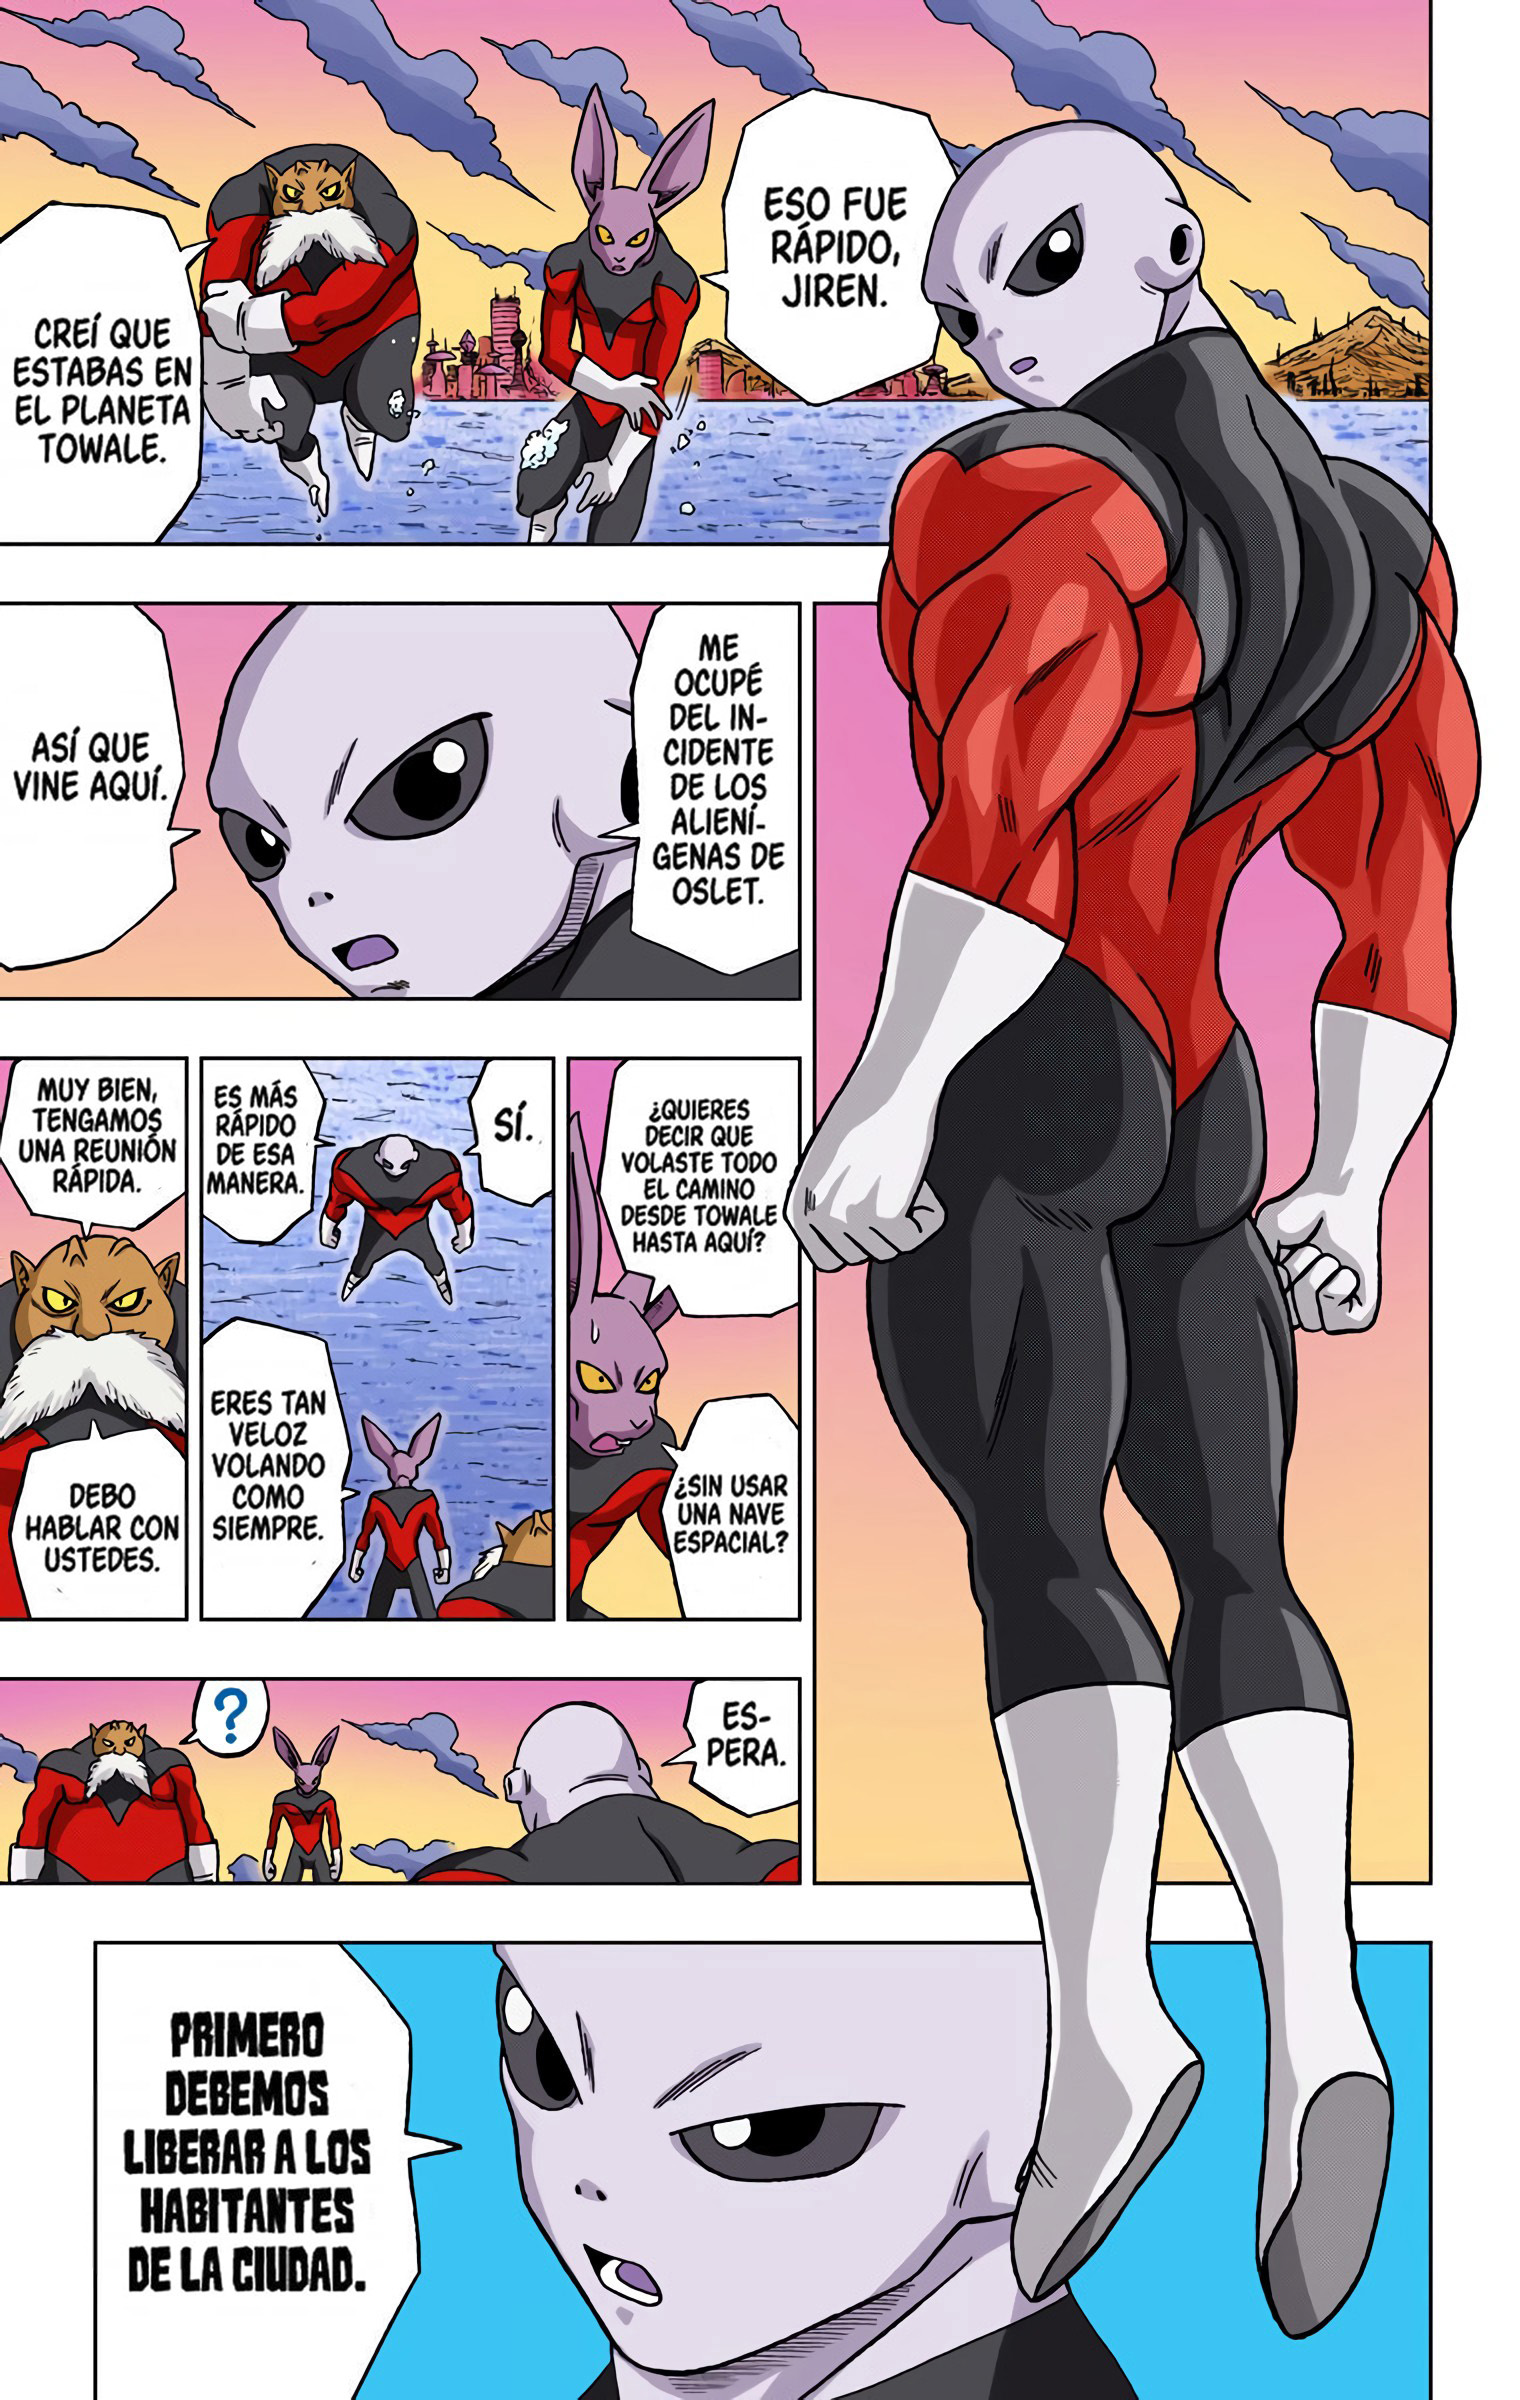 ESO FUE
RÁPIDO,
JIREN.
CREÍ QUE
ESTABAS EN
EL PLANETA
TOWALE.
ME
OCUPÉ
DEL IN-
CIDENTE
DE LOS
ALIENÍ-
GENAS DE
OSLET.
ASÍ QUE
VINE AQUÍ.
¿QUIERES
DECIR QUE
VOLASTE TODO
EL CAMINO
DESDE TOWALE
HASTA AQUÍ?
¿SIN USAR
UNA NAVE
ESPACIAL?
SÍ.
ES MÁS
RÁPIDO
DE ESA
MANERA.
ERES TAN
VELOZ
VOLANDO
COMO
SIEMPRE.
MUY BIEN,
TENGAMOS
UNA REUNIÓN
RÁPIDA.
DEBO
HABLAR CON
USTEDES.
ES-
PERA.
?
PRIMERO
DEBEMOS
LIBERAR A LOS
HABITANTES
DE LA CIUDAD.